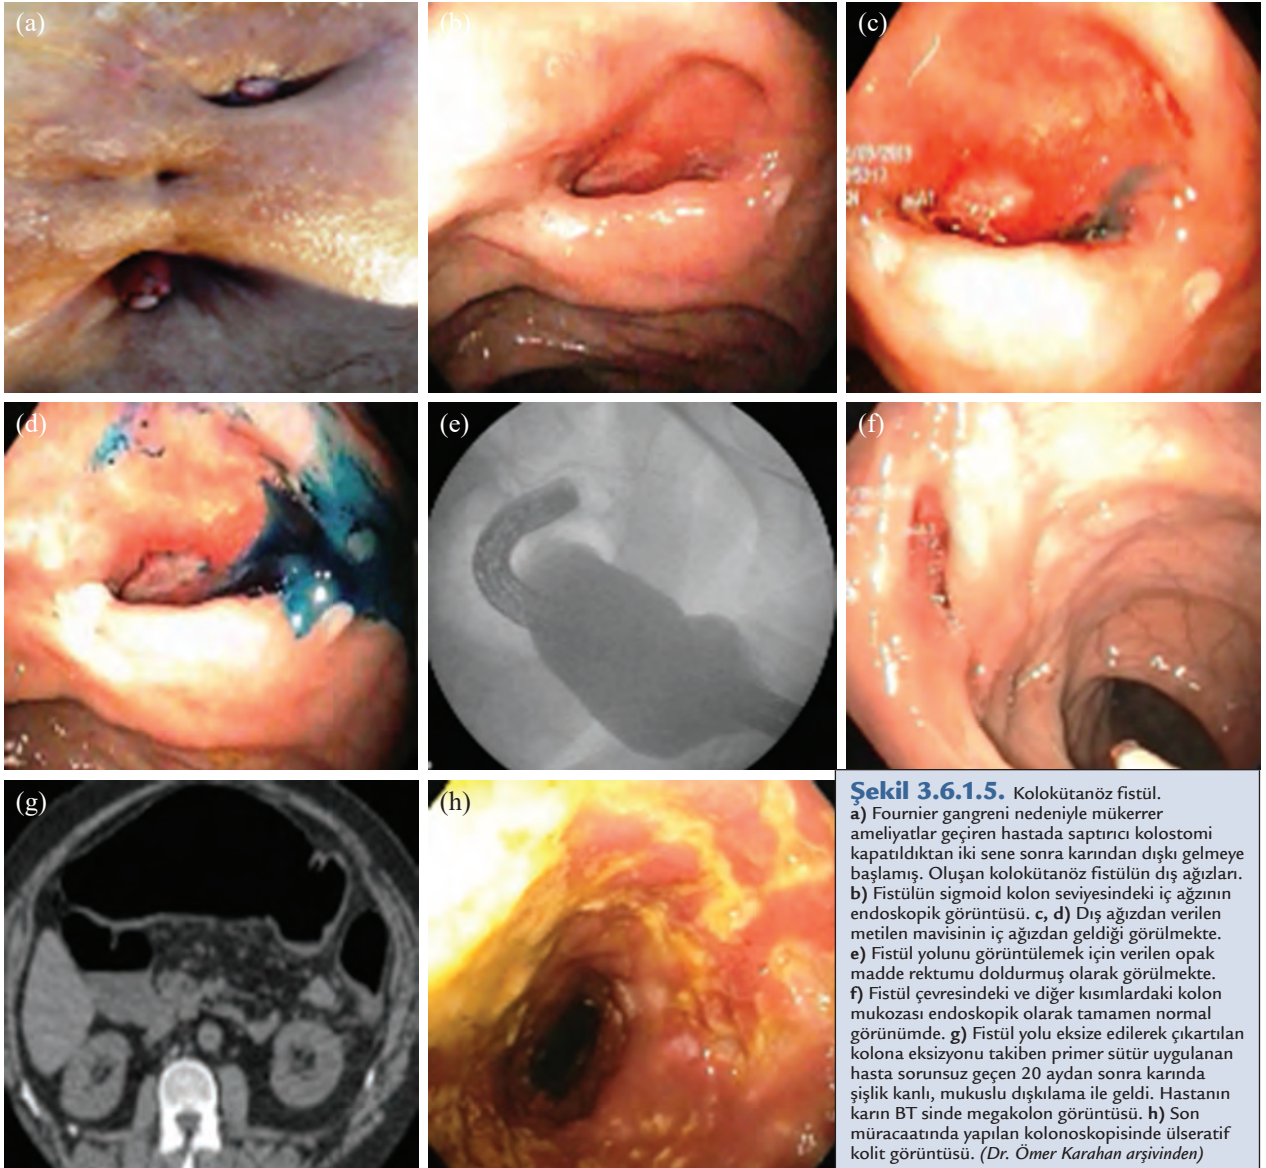 (a)
(b)
(c)
(d)
(e)
(f)
(g)
(h)
Şekil 3.6.1.5. Kolokütanöz fistül.
a) Fournier gangreni nedeniyle mükerrer
ameliyatlar geçiren hastada saptırıcı kolostomi
kapatıldıktan iki sene sonra karından dışkı gelmeye
başlamış. Oluşan kolokütanöz fistülün dış ağızları.
b) Fistülün sigmoid kolon seviyesindeki iç ağzının
endoskopik görüntüsü. c, d) Dış ağızdan verilen
metilen mavisinin iç ağızdan geldiği görülmekte.
e) Fistül yolunu görüntülemek için verilen opak
madde rektumu doldurmuş olarak görülmekte.
f) Fistül çevresindeki ve diğer kısımlardaki kolon
mukozası endoskopik olarak tamamen normal
görünümde. g) Fistül yolu eksize edilerek çıkartılan
kolona eksizyonu takiben primer sütür uygulanan
hasta sorunsuz geçen 20 aydan sonra karında
şişlik kanlı, mukuslu dışkılama ile geldi. Hastanın
karın BT sinde megakolon görüntüsü. h) Son
müracaatında yapılan kolonoskopisinde ülseratif
kolit görüntüsü. (Dr. Ömer Karahan arşivinden)